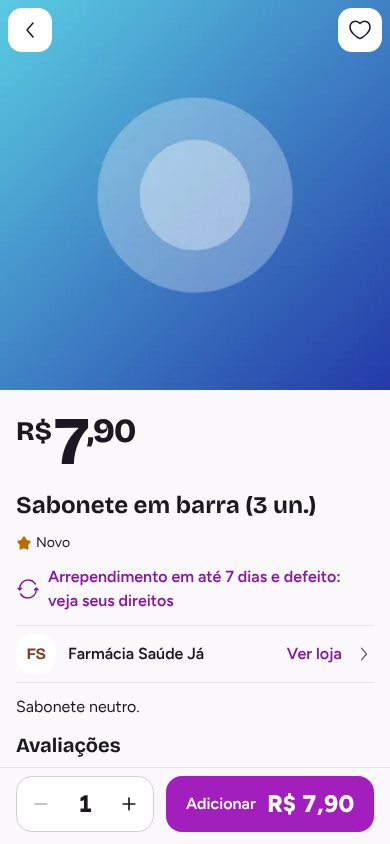 R$7,90
Sabonete em barra (3 un.)
Novo
Arrependimento em até 7 dias e defeito:
veja seus direitos
FS Farmácia Saúde Já Ver loja
Sabonete neutro.
Avaliações
1 Adicionar R$ 7,90